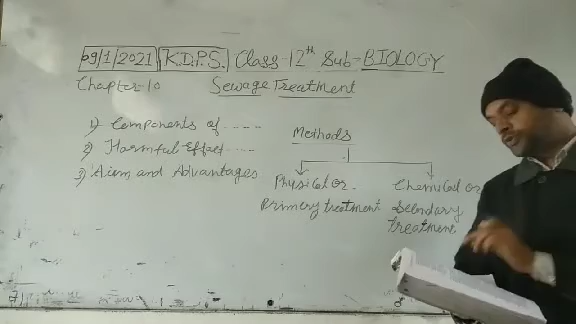 09/1/2021 K.D.P.S. Class-12th Sub-BIOLOGY
Chapter-10 Sewage Treatment
1) Components of ----
2) Harmful Effect ----
3) Aim and Advantages
Methods
Physical or
Primery treatment
Chemical or
Secondary
treatment